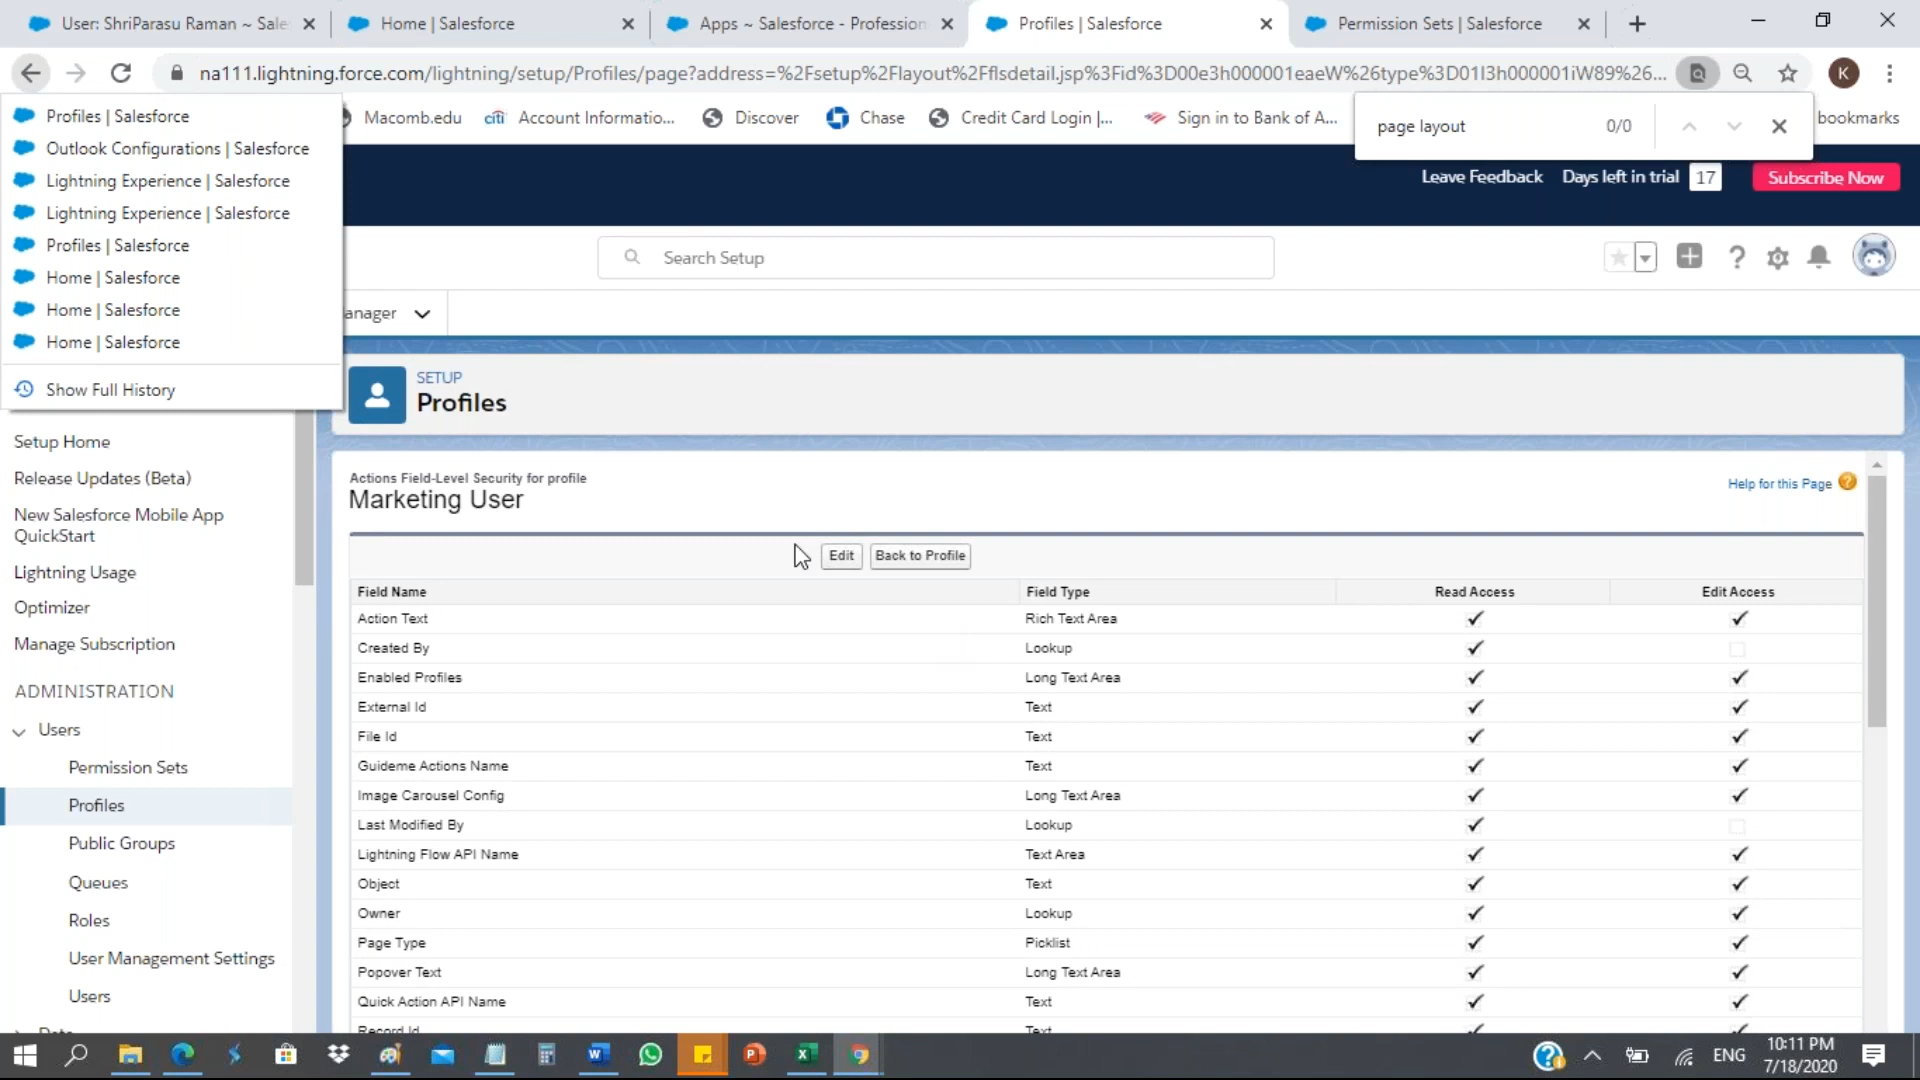 User: ShriParasu Raman ~ Sale
Home | Salesforce
Apps ~ Salesforce - Profession
Profiles | Salesforce
Permission Sets | Salesforce
na111.lightning.force.com/lightning/setup/Profiles/page?address=%2Fsetup%2Flayout%2Fflsdetail.jsp%3Fid%3D00e3h000001eaeW%26type%3D01I3h000001iW89%26...
K
Macomb.edu
citi Account Informatio...
Discover
Chase
Credit Card Login |...
Sign in to Bank of A...
bookmarks
page layout
0/0
Profiles | Salesforce
Outlook Configurations | Salesforce
Lightning Experience | Salesforce
Lightning Experience | Salesforce
Profiles | Salesforce
Home | Salesforce
Home | Salesforce
Home | Salesforce
Show Full History
Leave Feedback
Days left in trial
17
Subscribe Now
Search Setup
anager
SETUP
Profiles
Setup Home
Release Updates (Beta)
New Salesforce Mobile App
QuickStart
Lightning Usage
Optimizer
Manage Subscription
ADMINISTRATION
Users
Permission Sets
Profiles
Public Groups
Queues
Roles
User Management Settings
Users
Data
Actions Field-Level Security for profile
Marketing User
Help for this Page
Edit
Back to Profile
Field Name Field Type Read Access Edit Access
Action Text Rich Text Area
Created By Lookup
Enabled Profiles Long Text Area
External Id Text
File Id Text
Guideme Actions Name Text
Image Carousel Config Long Text Area
Last Modified By Lookup
Lightning Flow API Name Text Area
Object Text
Owner Lookup
Page Type Picklist
Popover Text Long Text Area
Quick Action API Name Text
Record Id Text
ENG
10:11 PM
7/18/2020